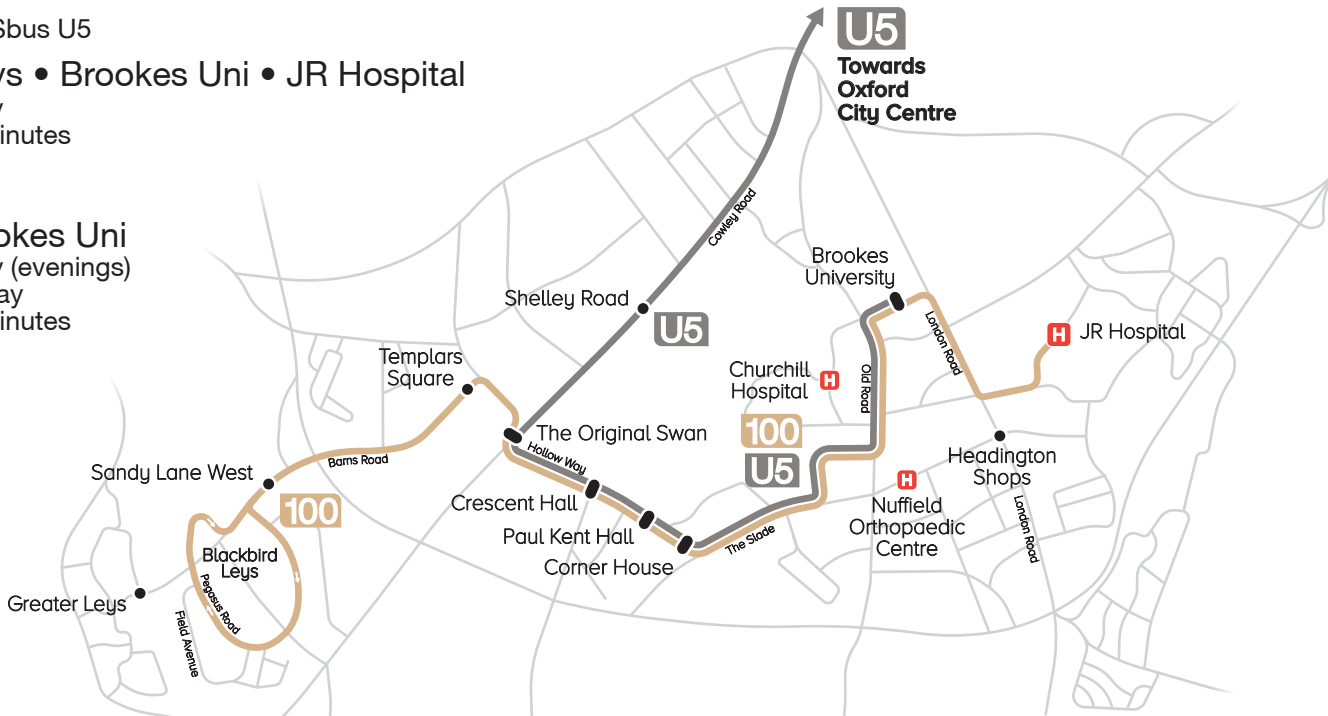 Sbus U5
ys • Brookes Uni • JR Hospital
y
inutes
okes Uni
y (evenings)
ay
inutes
U5
Towards
Oxford
City Centre
Cowley Road
Brookes
University
Shelley Road
U5
London Road
H
JR Hospital
Templars
Square
Churchill
Hospital
H
Old Road
100
U5
The Original Swan
Hollow Way
Headington
Shops
Barns Road
Sandy Lane West
100
Crescent Hall
H
Nuffield
Orthopaedic
Centre
London Road
Paul Kent Hall
The Slade
Corner House
Blackbird
Leys
Pegasus Road
Greater Leys
Field Avenue